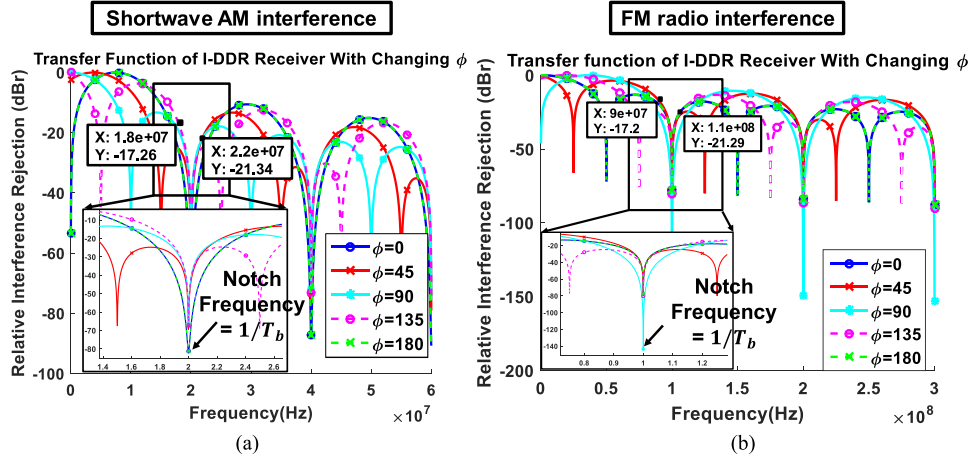 Shortwave AM interference
Transfer Function of I-DDR Receiver With Changing ϕ
Relative Interference Rejection (dBr)
0
-20
-40
-60
-80
-100
X: 1.8e+07
Y: -17.26
X: 2.2e+07
Y: -21.34
-10
-20
-30
-40
-50
-60
-70
-80
1.4 1.6 1.8 2 2.2 2.4 2.6
Notch
Frequency
= 1/T_b
ϕ=0
ϕ=45
ϕ=90
ϕ=135
ϕ=180
0 1 2 3 4 5 6
Frequency(Hz)
×10^7
(a)
FM radio interference
Transfer function of I-DDR Receiver With Changing ϕ
Relative Interference Rejection (dBr)
0
-50
-100
-150
-200
X: 9e+07
Y: -17.2
X: 1.1e+08
Y: -21.29
-20
-40
-60
-80
-100
-120
-140
0.8 1 1.2
Notch
Frequency
= 1/T_b
ϕ=0
ϕ=45
ϕ=90
ϕ=135
ϕ=180
0 0.5 1 1.5 2 2.5 3
Frequency(Hz)
×10^8
(b)